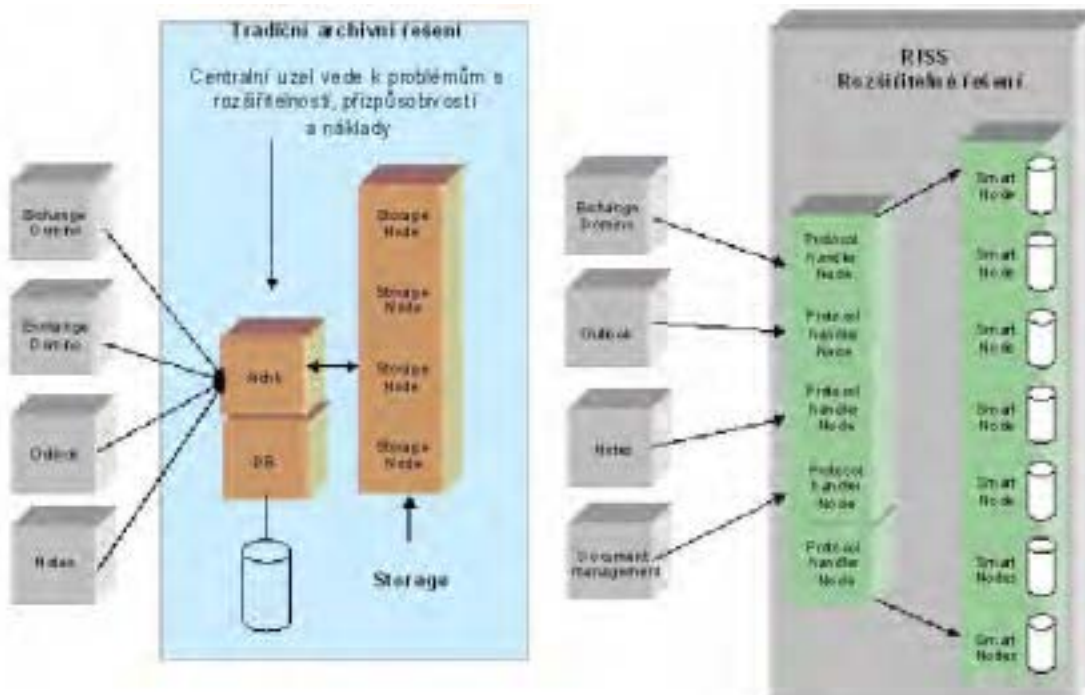 Tradiční archivní řešení
Centralní uzel vede k problémům s
rozšiřitelností, přizpůsobivostí
a náklady
Exchange
Domino
Exchange
Domino
Outlook
Notes
DB
Storage
Node
Storage
Node
Storage
Node
Storage
Node
Storage
RISS
Rozšiřitelné řešení
Exchange
Domino
Outlook
Notes
Document
management
Protocol
handler
Node
Protocol
handler
Node
Protocol
handler
Node
Protocol
handler
Node
Protocol
handler
Node
Smart
Node
Smart
Node
Smart
Node
Smart
Node
Smart
Node
Smart
Nodes
Smart
Nodes